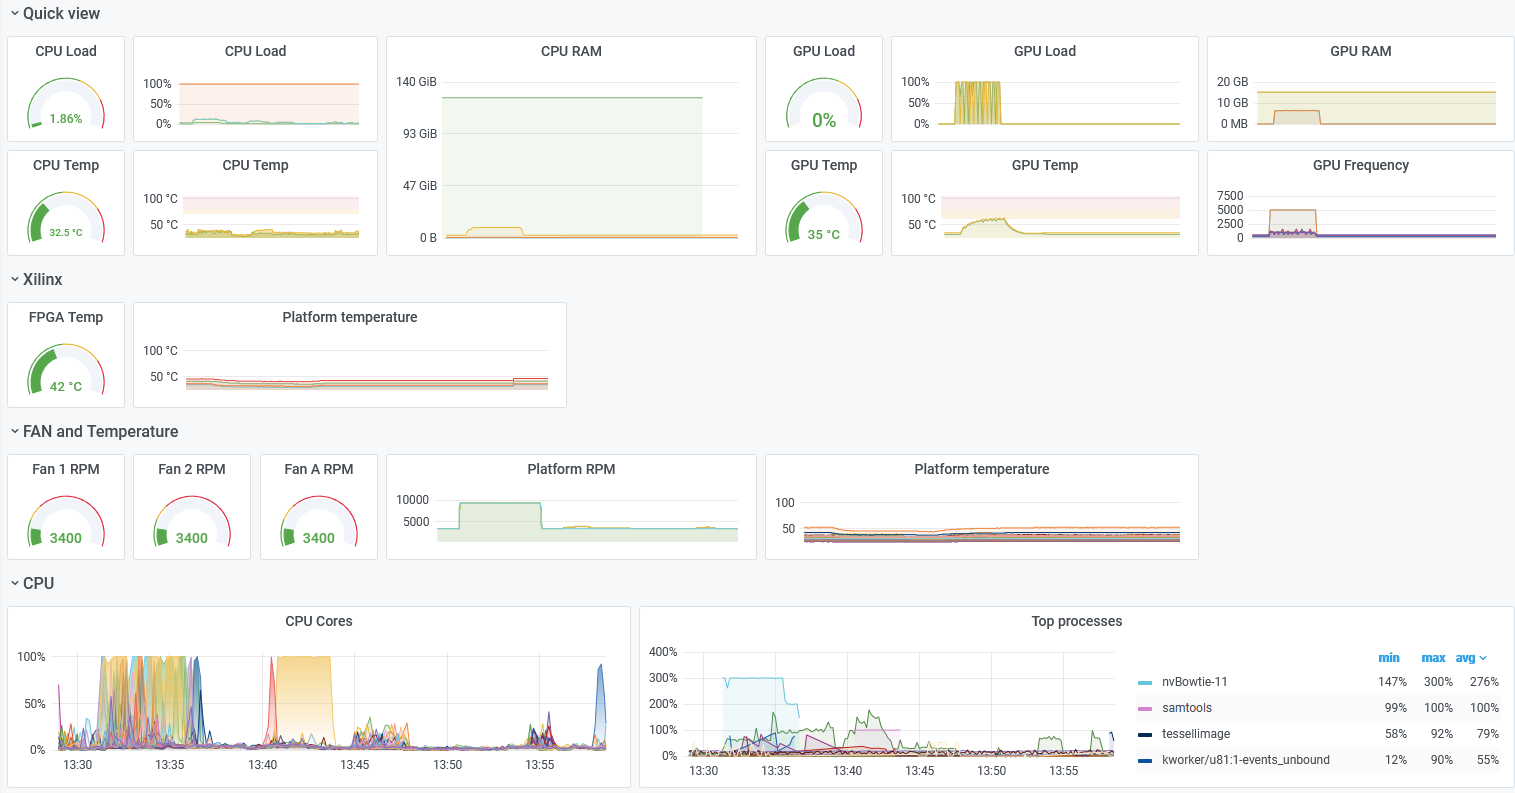 Quick view
CPU Load
1.86%
CPU Load
100%
50%
0%
CPU RAM
140 GiB
93 GiB
47 GiB
0 B
GPU Load
0%
GPU Load
100%
50%
0%
GPU RAM
20 GB
10 GB
0 MB
CPU Temp
32.5 °C
CPU Temp
100 °C
50 °C
GPU Temp
35 °C
GPU Temp
100 °C
50 °C
GPU Frequency
7500
5000
2500
0
Xilinx
FPGA Temp
42 °C
Platform temperature
100 °C
50 °C
FAN and Temperature
Fan 1 RPM
3400
Fan 2 RPM
3400
Fan A RPM
3400
Platform RPM
10000
5000
Platform temperature
100
50
CPU
CPU Cores
100%
50%
0%
13:30 13:35 13:40 13:45 13:50 13:55
Top processes
400%
300%
200%
100%
0%
13:30 13:35 13:40 13:45 13:50 13:55
min max avg
nvBowtie-11 147% 300% 276%
samtools 99% 100% 100%
tessellimage 58% 92% 79%
kworker/u81:1-events_unbound 12% 90% 55%